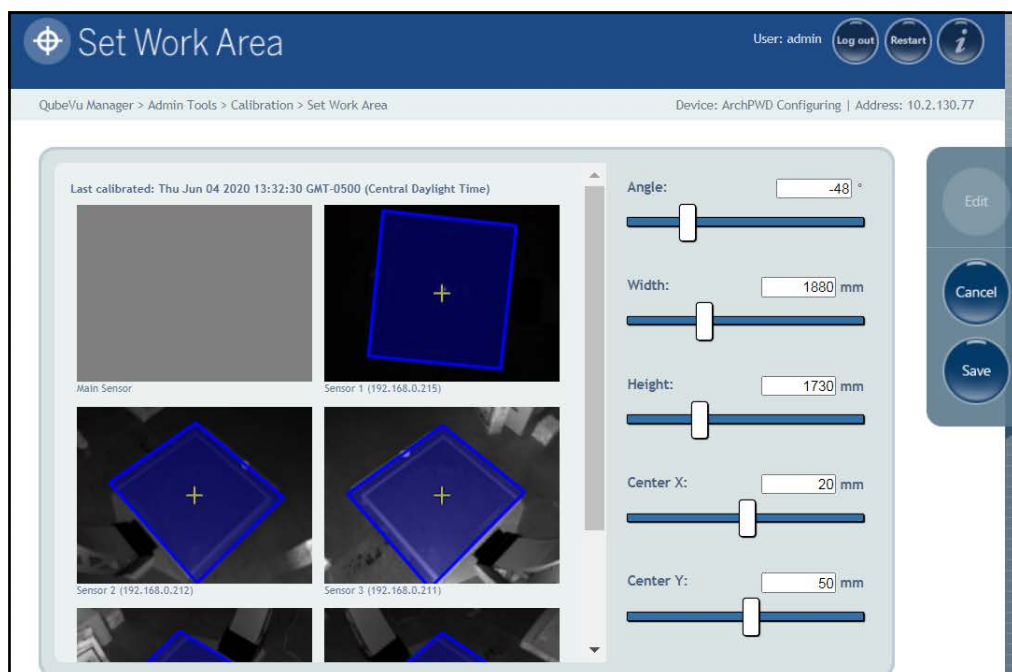 Set Work Area
User: admin
Log out
Restart
i
QubeVu Manager > Admin Tools > Calibration > Set Work Area
Device: ArchPWD Configuring | Address: 10.2.130.77
Last calibrated: Thu Jun 04 2020 13:32:30 GMT-0500 (Central Daylight Time)
Main Sensor
Sensor 1 (192.168.0.215)
Sensor 2 (192.168.0.212)
Sensor 3 (192.168.0.211)
Angle: -48 °
Width: 1880 mm
Height: 1730 mm
Center X: 20 mm
Center Y: 50 mm
Edit
Cancel
Save